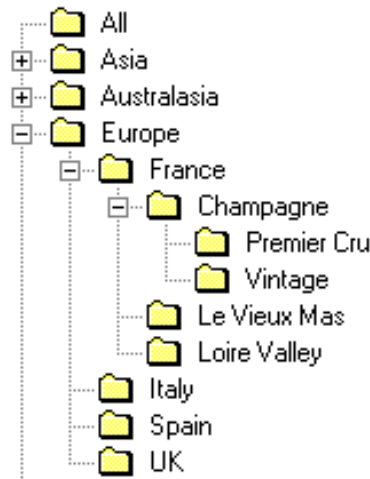 All
Asia
Australasia
Europe
France
Champagne
Premier Cru
Vintage
Le Vieux Mas
Loire Valley
Italy
Spain
UK